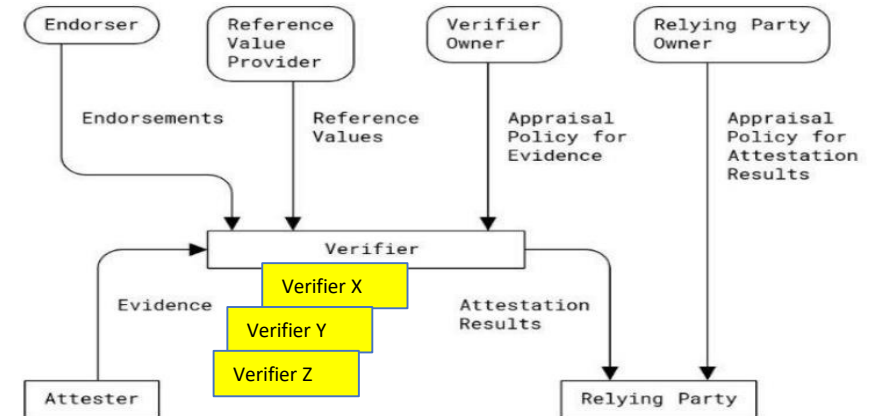 Endorser
Reference
Value
Provider
Verifier
Owner
Relying Party
Owner
Endorsements
Reference
Values
Appraisal
Policy for
Evidence
Appraisal
Policy for
Attestation
Results
Verifier
Verifier X
Evidence
Attestation
Results
Verifier Y
Verifier Z
Attester
Relying Party